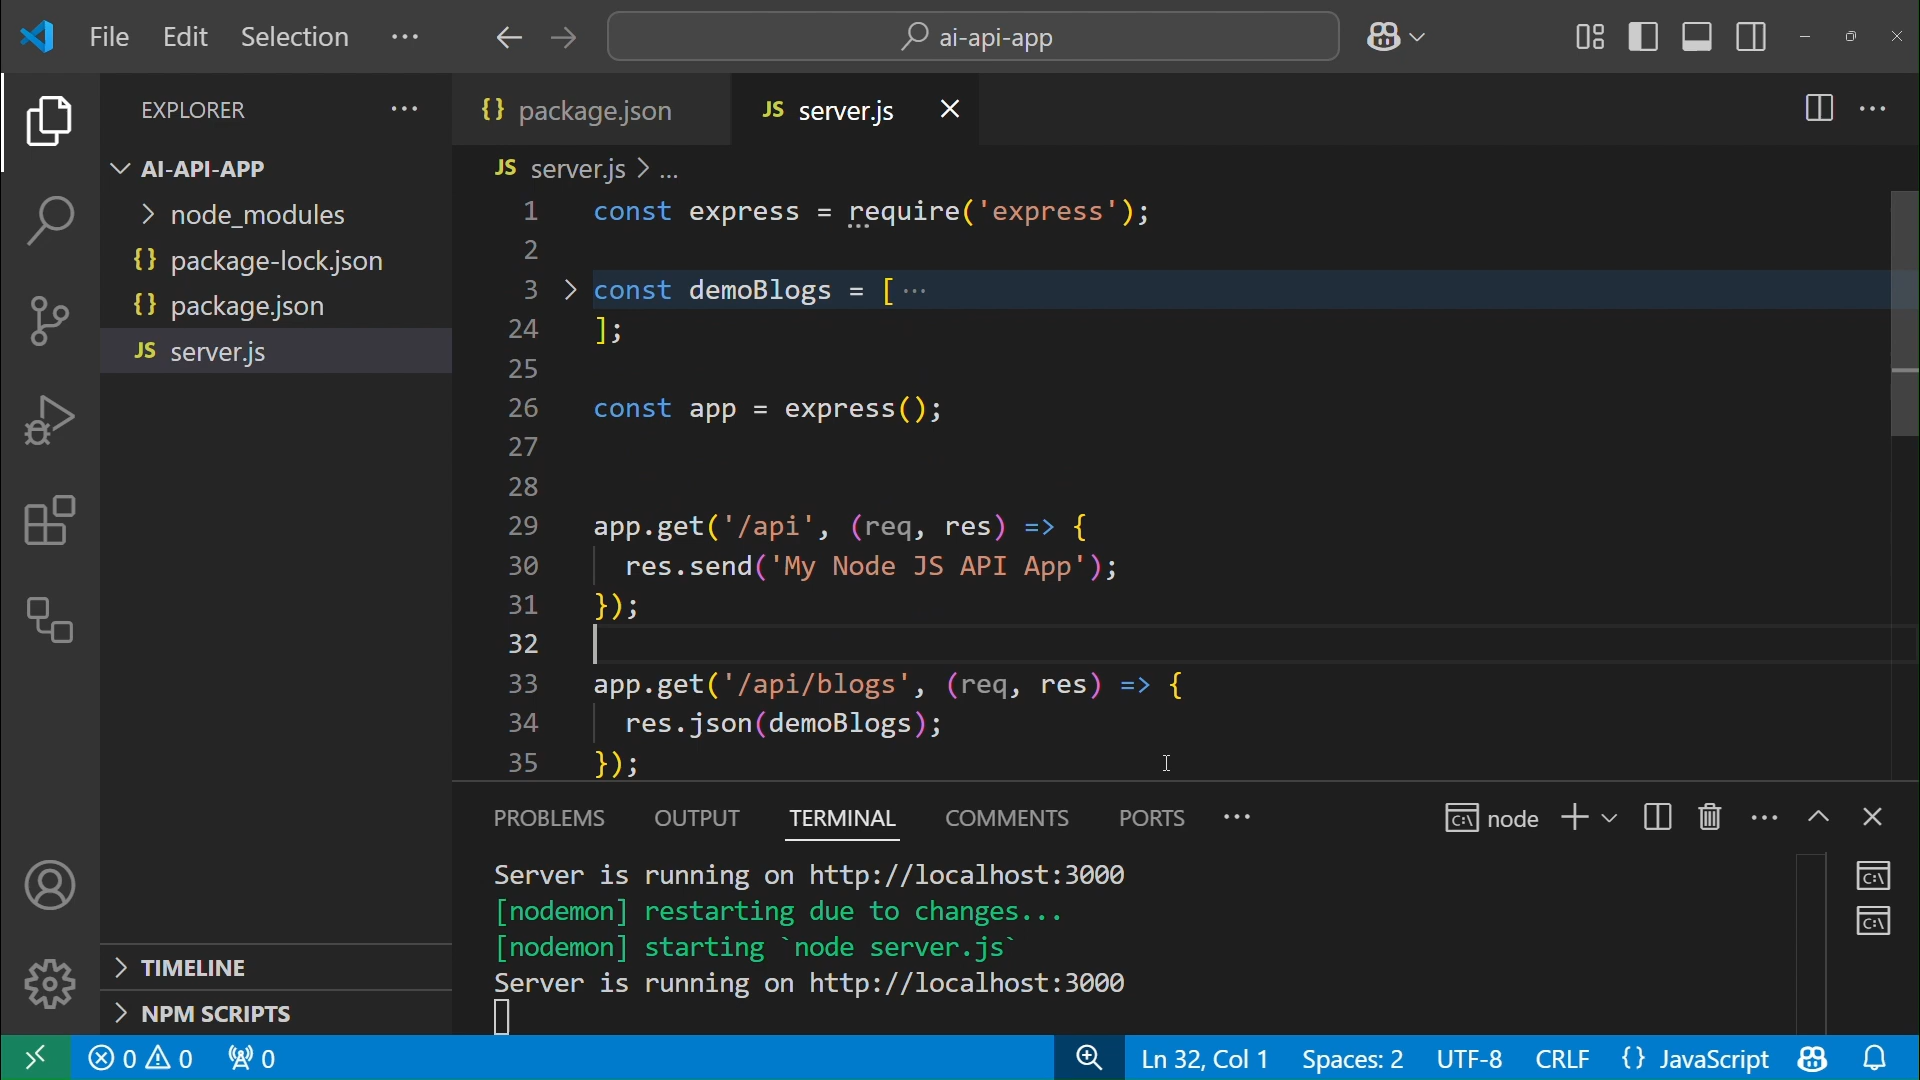 File Edit Selection ···
ai-api-app
EXPLORER ···
AI-API-APP
node_modules
{} package-lock.json
{} package.json
JS server.js
TIMELINE
NPM SCRIPTS
{} package.json JS server.js
JS server.js > ...
1 const express = require('express');
2
3 const demoBlogs = [ ···
24 ];
25
26 const app = express();
27
28
29 app.get('/api', (req, res) => {
30 res.send('My Node JS API App');
31 });
32
33 app.get('/api/blogs', (req, res) => {
34 res.json(demoBlogs);
35 });
PROBLEMS OUTPUT TERMINAL COMMENTS PORTS ··· node
Server is running on http://localhost:3000
[nodemon] restarting due to changes...
[nodemon] starting `node server.js`
Server is running on http://localhost:3000
0 0 0 Ln 32, Col 1 Spaces: 2 UTF-8 CRLF {} JavaScript